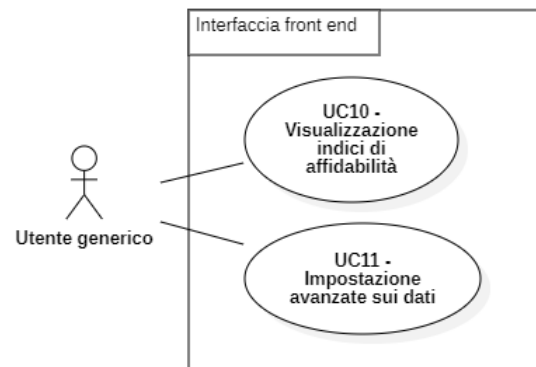 Interfaccia front end
UC10 -
Visualizzazione
indici di
affidabilità
Utente generico
UC11 -
Impostazione
avanzate sui dati